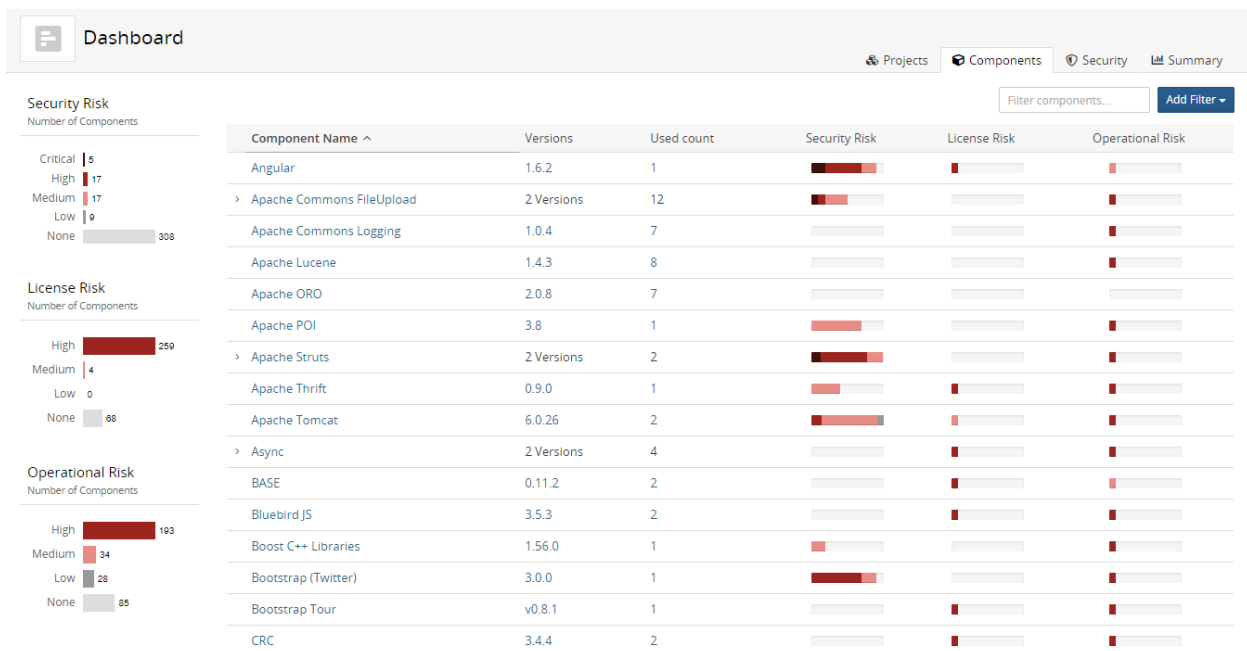 Dashboard
Projects Components Security Summary
Filter components... Add Filter
Security Risk
Number of Components
Critical 5
High 17
Medium 17
Low 9
None 308
License Risk
Number of Components
High 259
Medium 4
Low 0
None 68
Operational Risk
Number of Components
High 193
Medium 34
Low 28
None 85
Component Name Versions Used count Security Risk License Risk Operational Risk
Angular 1.6.2 1
Apache Commons FileUpload 2 Versions 12
Apache Commons Logging 1.0.4 7
Apache Lucene 1.4.3 8
Apache ORO 2.0.8 7
Apache POI 3.8 1
Apache Struts 2 Versions 2
Apache Thrift 0.9.0 1
Apache Tomcat 6.0.26 2
Async 2 Versions 4
BASE 0.11.2 2
Bluebird JS 3.5.3 2
Boost C++ Libraries 1.56.0 1
Bootstrap (Twitter) 3.0.0 1
Bootstrap Tour v0.8.1 1
CRC 3.4.4 2